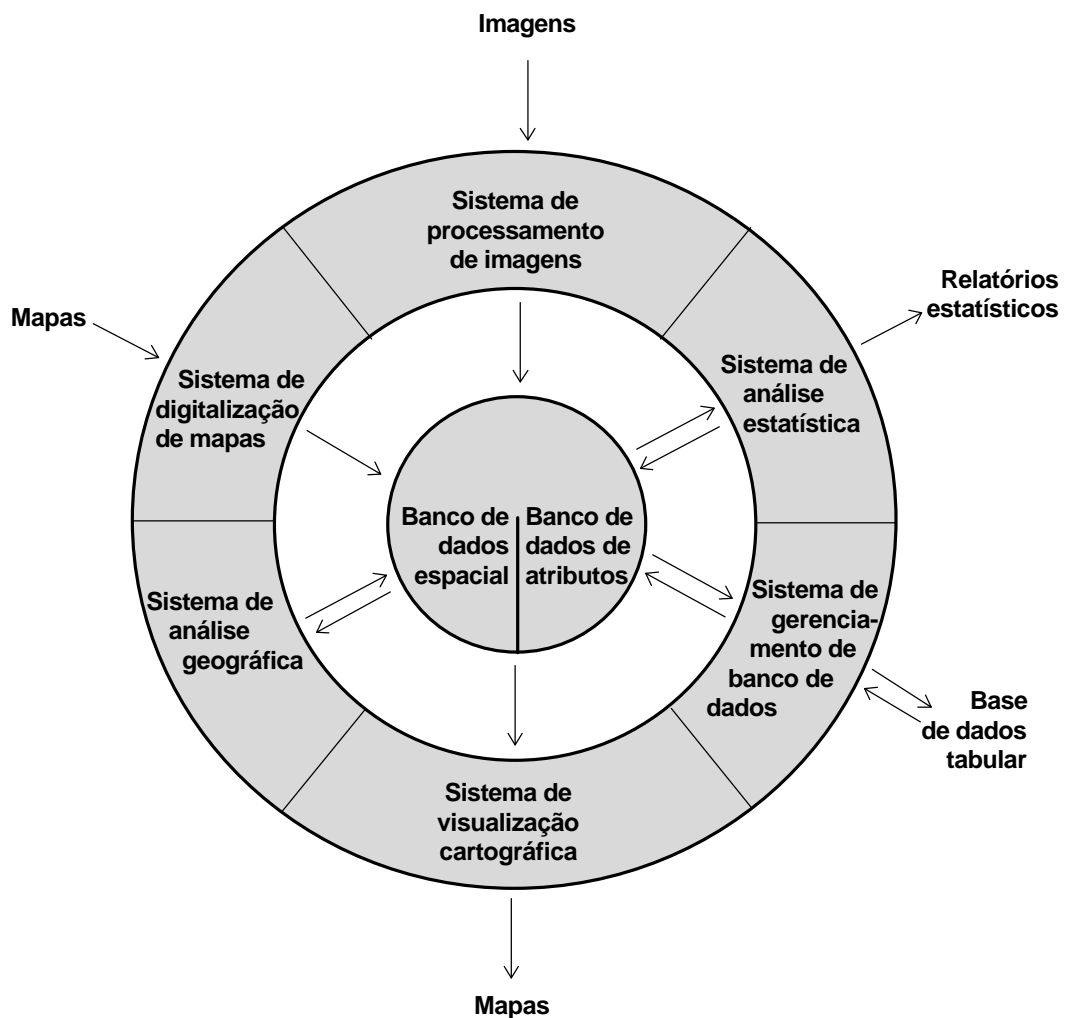 Imagens
Sistema de
processamento
de imagens
Relatórios
estatísticos
Mapas
Sistema de
digitalização
de mapas
Sistema de
análise
estatística
Banco de
dados
espacial
Banco de
dados de
atributos
Sistema de
análise
geográfica
Sistema de
gerencia-
mento de
banco de
dados
Base
de dados
tabular
Sistema de
visualização
cartográfica
Mapas